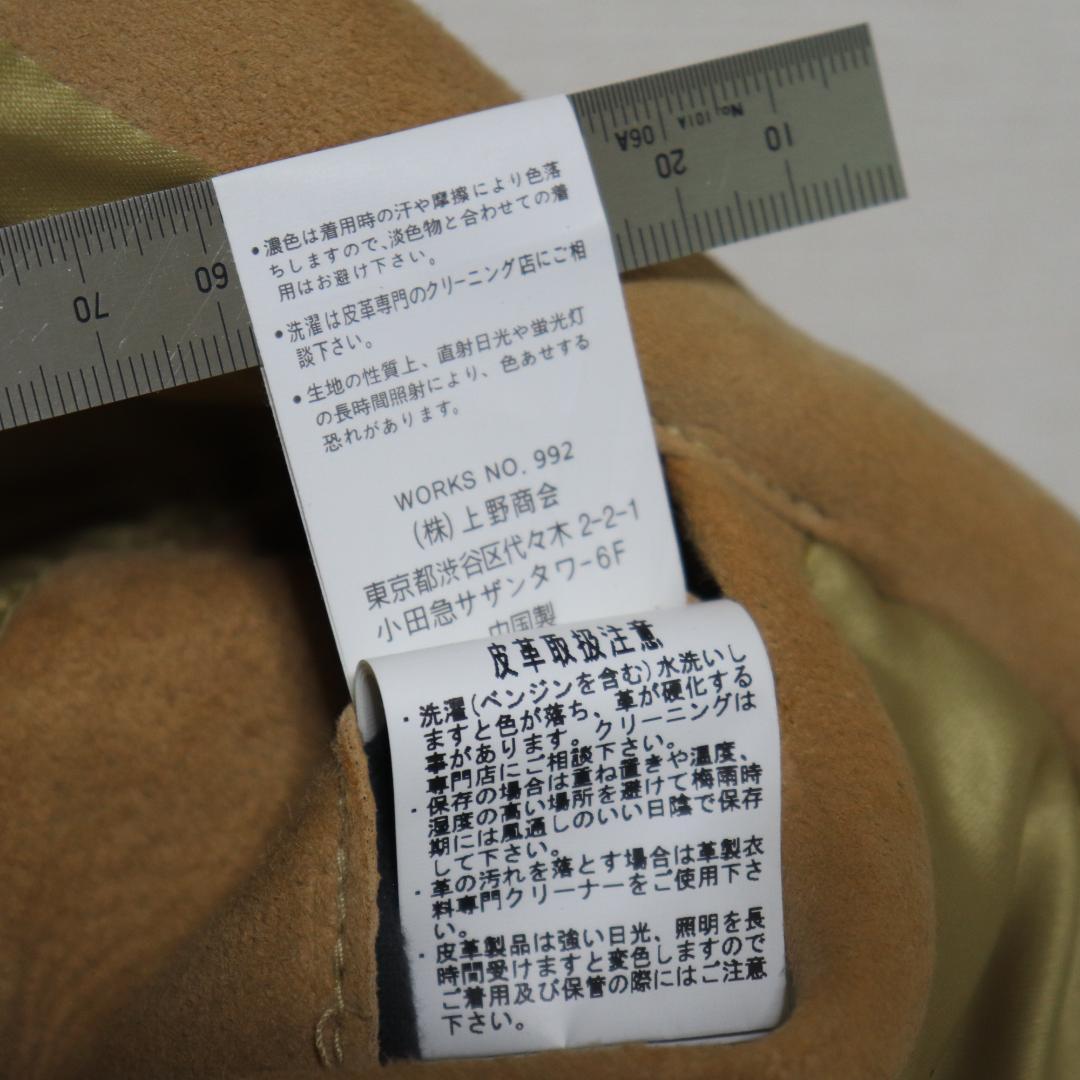 No.101A
06A
10
20
60
70
・濃色は着用時の汗や摩擦により色落
ちしますので、淡色物と合わせての着
用はお避け下さい。
・洗濯は皮革専門のクリーニング店にご相
談下さい。
・生地の性質上、直射日光や蛍光灯
の長時間照射により、色あせする
恐れがあります。
WORKS NO. 992
(株)上野商会
東京都渋谷区代々木 2-2-1
小田急サザンタワー6F
中国製
皮革取扱注意
・洗濯(ベンジンを含む)水洗いし
ますと色が落ち、革が硬化する
事があります。クリーニングは
専門店にご相談下さい。
・保存の場合は重ね置きや温度、
湿度の高い場所を避けて梅雨時
期には風通しのいい日陰で保存
して下さい。
・革の汚れを落とす場合は革製衣
料専門クリーナーをご使用下さ
い。
・皮革製品は強い日光、照明を長
時間受けますと変色しますので
ご着用及び保管の際にはご注意
下さい。